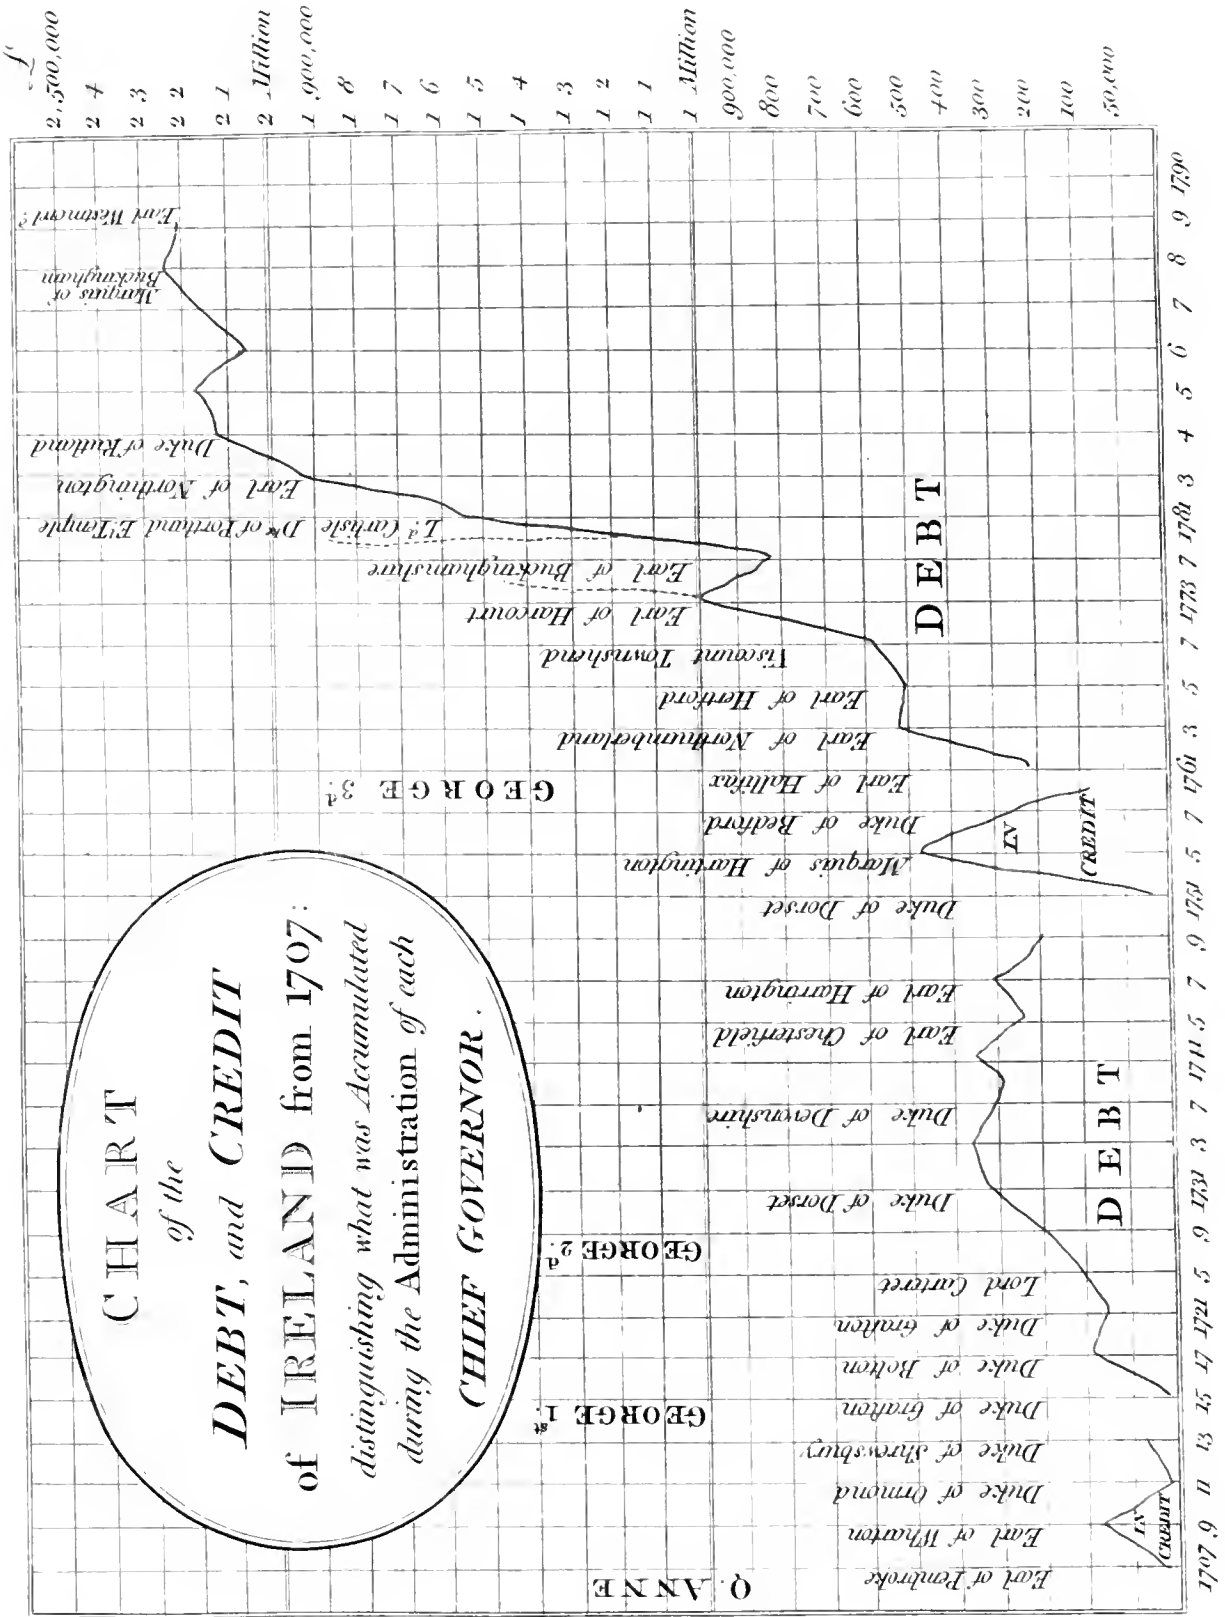 CHART
of the
DEBT, and CREDIT
of IRELAND from 1707:
distinguishing what was Accumulated
during the Administration of each
CHIEF GOVERNOR.
£
2,500,000
2 4
2 3
2 2
2 1
2 Million
1,900,000
1 8
1 7
1 6
1 5
1 4
1 3
1 2
1 1
1 Million
900,000
800
700
600
500
400
300
200
100
50,000
Q. ANNE
GEORGE 1st
GEORGE 2d
GEORGE 3d
Earl of Pembroke
Earl of Wharton
Duke of Ormond
Duke of Shrewsbury
Duke of Grafton
Duke of Bolton
Duke of Grafton
Lord Carteret
Duke of Dorset
Duke of Devonshire
Earl of Chesterfield
Earl of Harrington
Duke of Dorset
Marquis of Hartington
Duke of Bedford
Earl of Hallifax
Earl of Northumberland
Earl of Hertford
Viscount Townshend
Earl of Harcourt
Earl of Buckinghamshire
Ld. Carlisle Dke of Portland El Temple
Earl of Northington
Duke of Rutland
Marquis of
Buckingham
Earl Westmorld
IN
CREDIT
DEBT
IN
CREDIT
DEBT
1707 9 11 13 15 17 1721 5 9 1731 3 7 1741 5 7 9 1751 5 7 1761 3 5 7 1773 7 1781 3 4 5 6 7 8 9 1790